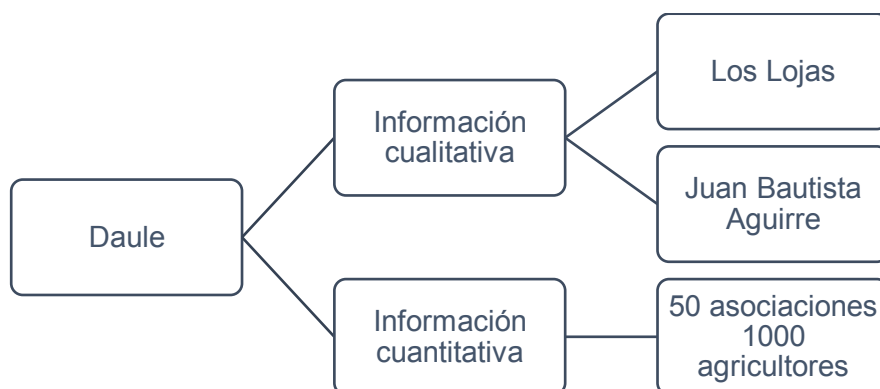 Daule
Información
cualitativa
Los Lojas
Juan Bautista
Aguirre
Información
cuantitativa
50 asociaciones
1000
agricultores